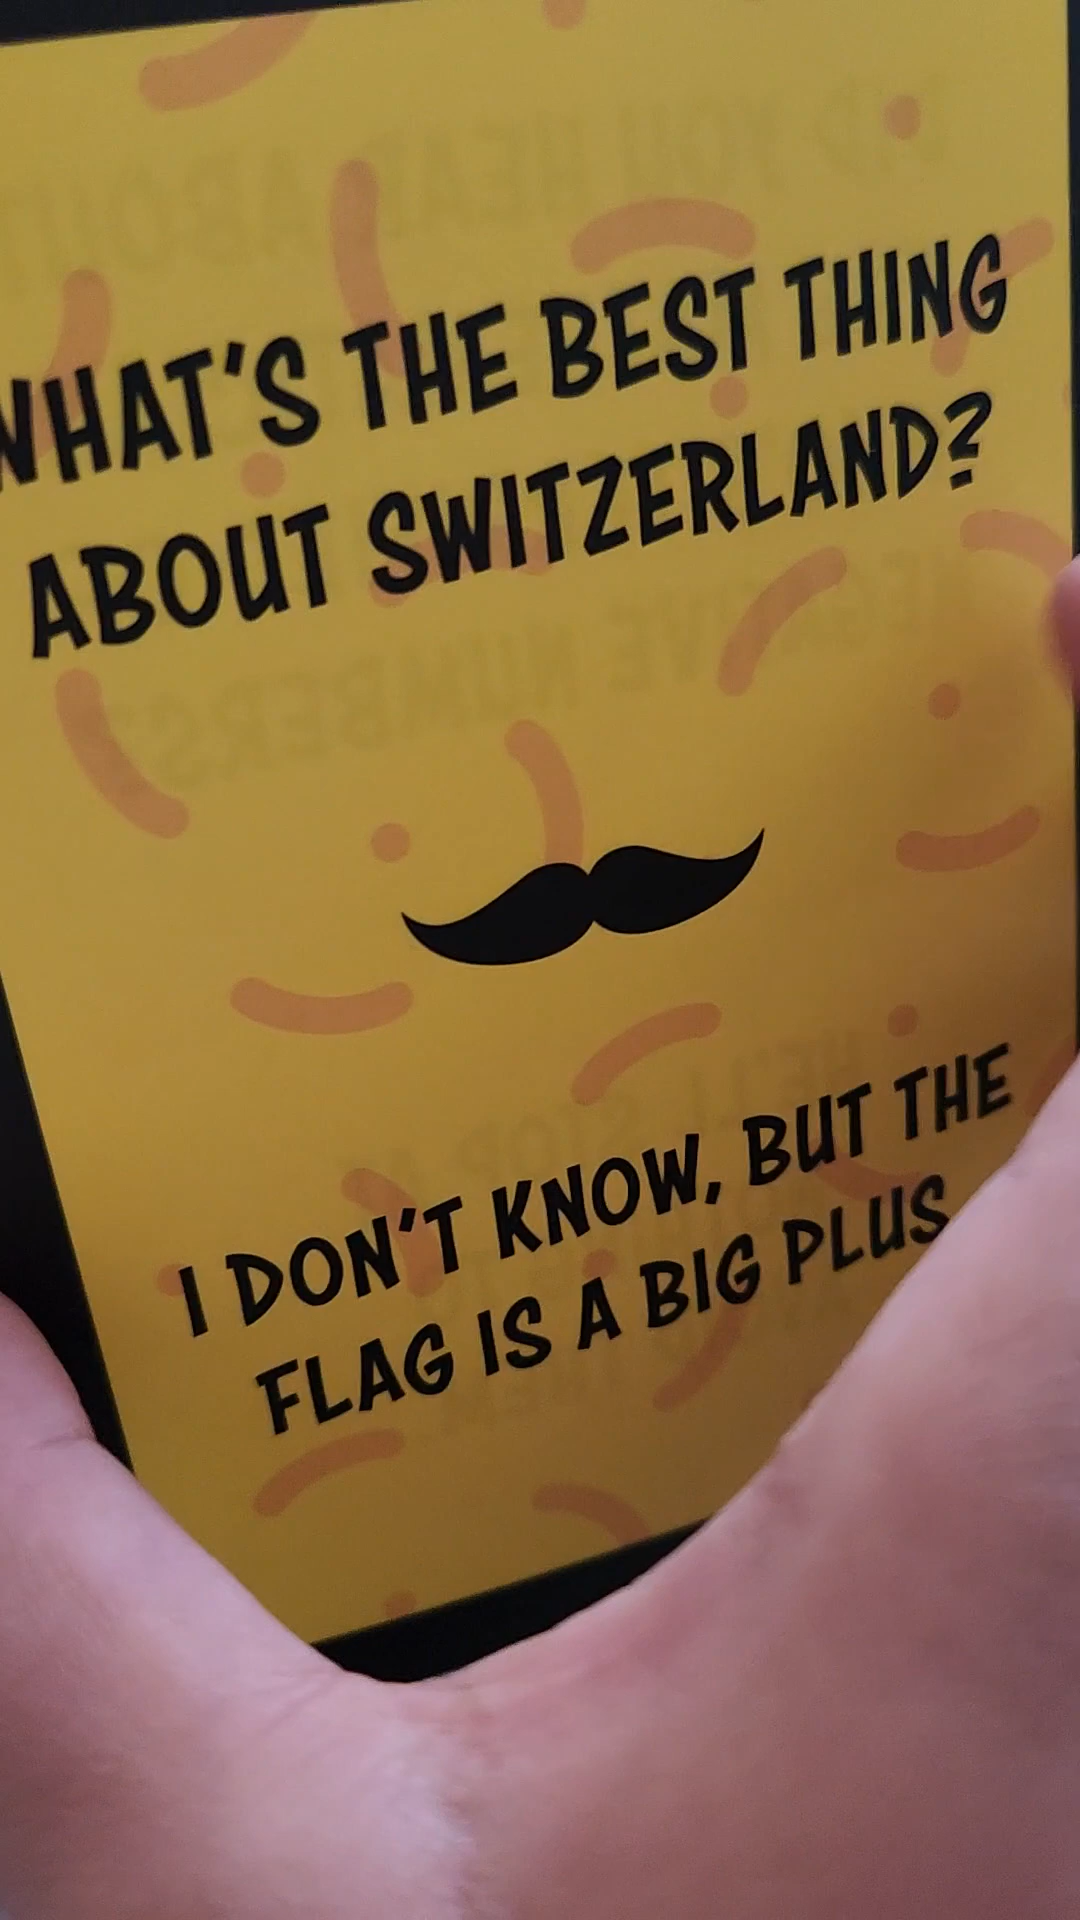 WHAT'S THE BEST THING
ABOUT SWITZERLAND?
I DON'T KNOW, BUT THE
FLAG IS A BIG PLUS